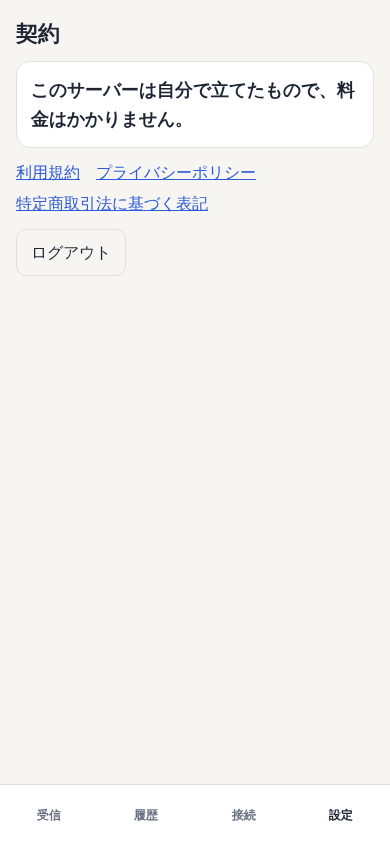 契約
このサーバーは自分で立てたもので、料
金はかかりません。
利用規約 プライバシーポリシー
特定商取引法に基づく表記
ログアウト
受信 履歴 接続 設定